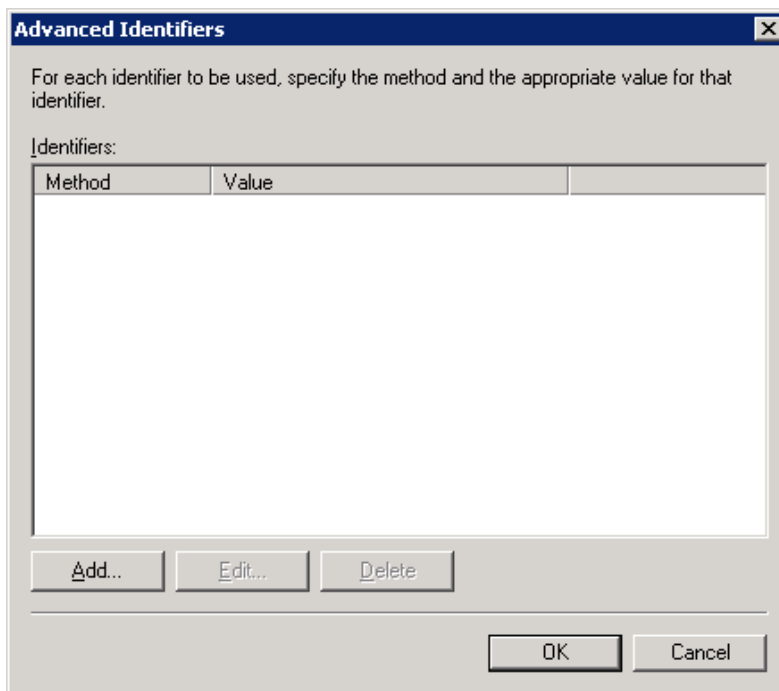 Advanced Identifiers
For each identifier to be used, specify the method and the appropriate value for that
identifier.
Identifiers:
Method Value
Add... Edit... Delete
OK Cancel